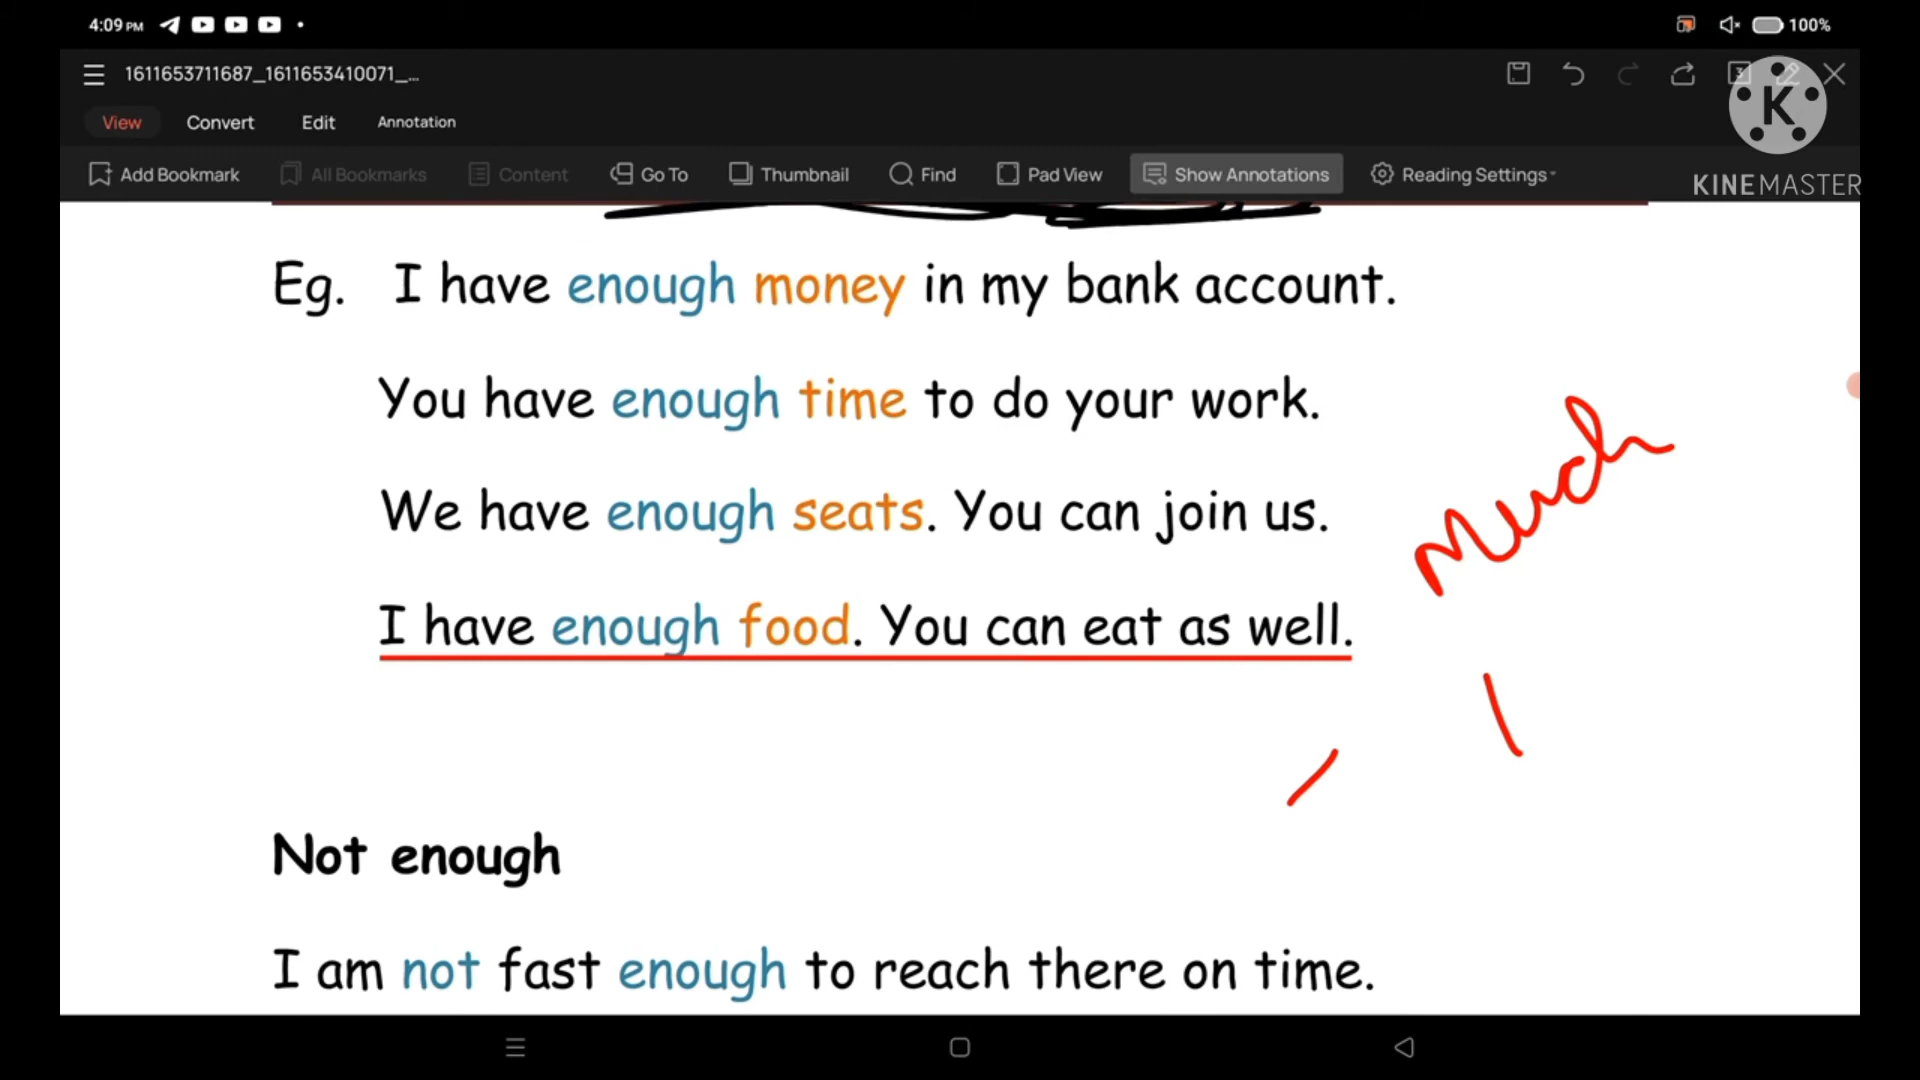 4:09 PM 100%
1611653711687_1611653410071_...
3
View Convert Edit Annotation
K
Add Bookmark All Bookmarks Content Go To Thumbnail Find Pad View Show Annotations Reading Settings
KINEMASTER
Eg. I have enough money in my bank account.
You have enough time to do your work.
We have enough seats. You can join us.
Much
I have enough food. You can eat as well.
Not enough
I am not fast enough to reach there on time.